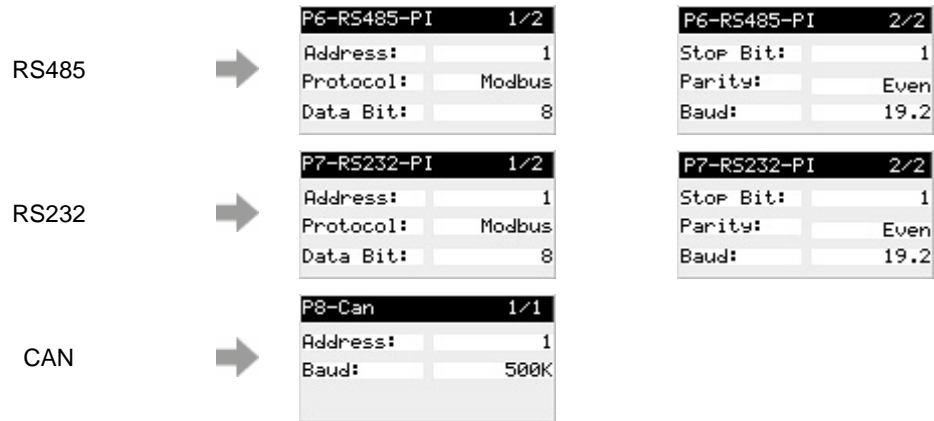 RS485
P6-RS485-PI 1/2
Address: 1
Protocol: Modbus
Data Bit: 8
P6-RS485-PI 2/2
Stop Bit: 1
Parity: Even
Baud: 19.2
RS232
P7-RS232-PI 1/2
Address: 1
Protocol: Modbus
Data Bit: 8
P7-RS232-PI 2/2
Stop Bit: 1
Parity: Even
Baud: 19.2
CAN
P8-Can 1/1
Address: 1
Baud: 500K